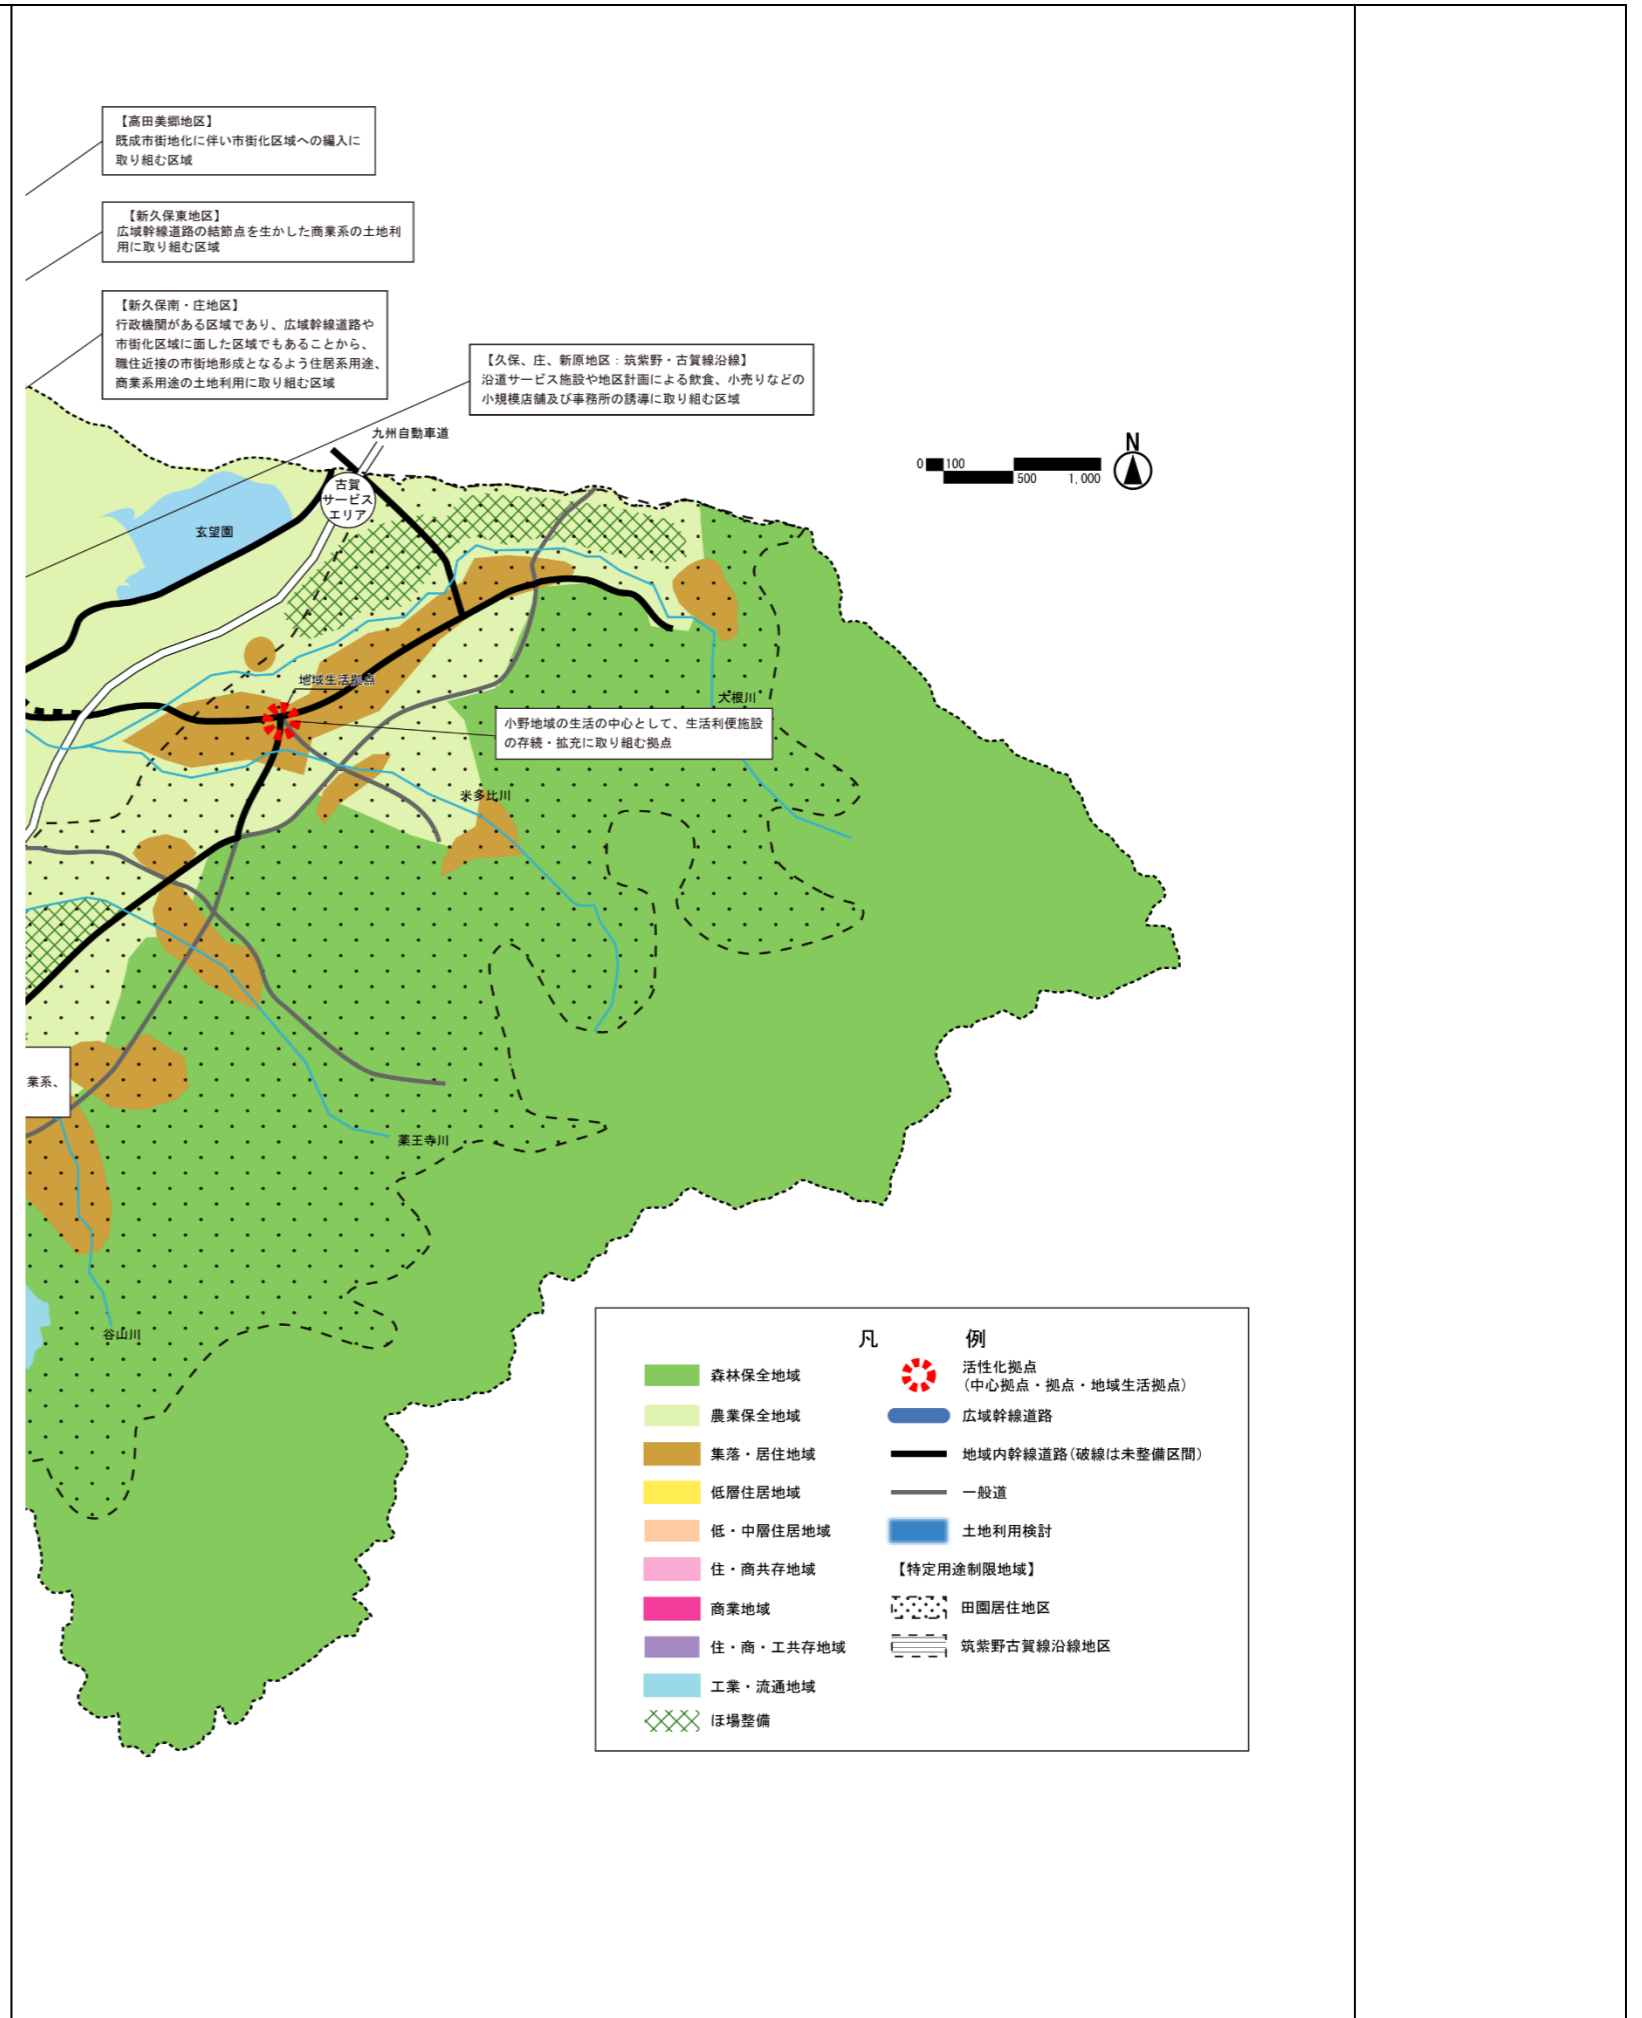 【高田美郷地区】
既成市街地化に伴い市街化区域への編入に
取り組む区域
【新久保東地区】
広域幹線道路の結節点を生かした商業系の土地利
用に取り組む区域
【新久保南・庄地区】
行政機関がある区域であり、広域幹線道路や
市街化区域に面した区域でもあることから、
職住近接の市街地形成となるよう住居系用途、
商業系用途の土地利用に取り組む区域
【久保、庄、新原地区：筑紫野・古賀線沿線】
沿道サービス施設や地区計画による飲食、小売りなどの
小規模店舗及び事務所の誘導に取り組む区域
九州自動車道
N
0 100
500 1,000
古賀
サービス
エリア
玄望園
地域生活拠点
大根川
小野地域の生活の中心として、生活利便施設
の存続・拡充に取り組む拠点
米多比川
業系、
薬王寺川
谷山川
凡 例
森林保全地域
農業保全地域
集落・居住地域
低層住居地域
低・中層住居地域
住・商共存地域
商業地域
住・商・工共存地域
工業・流通地域
ほ場整備
活性化拠点
（中心拠点・拠点・地域生活拠点）
広域幹線道路
地域内幹線道路（破線は未整備区間）
一般道
土地利用検討
【特定用途制限地域】
田園居住地区
筑紫野古賀線沿線地区